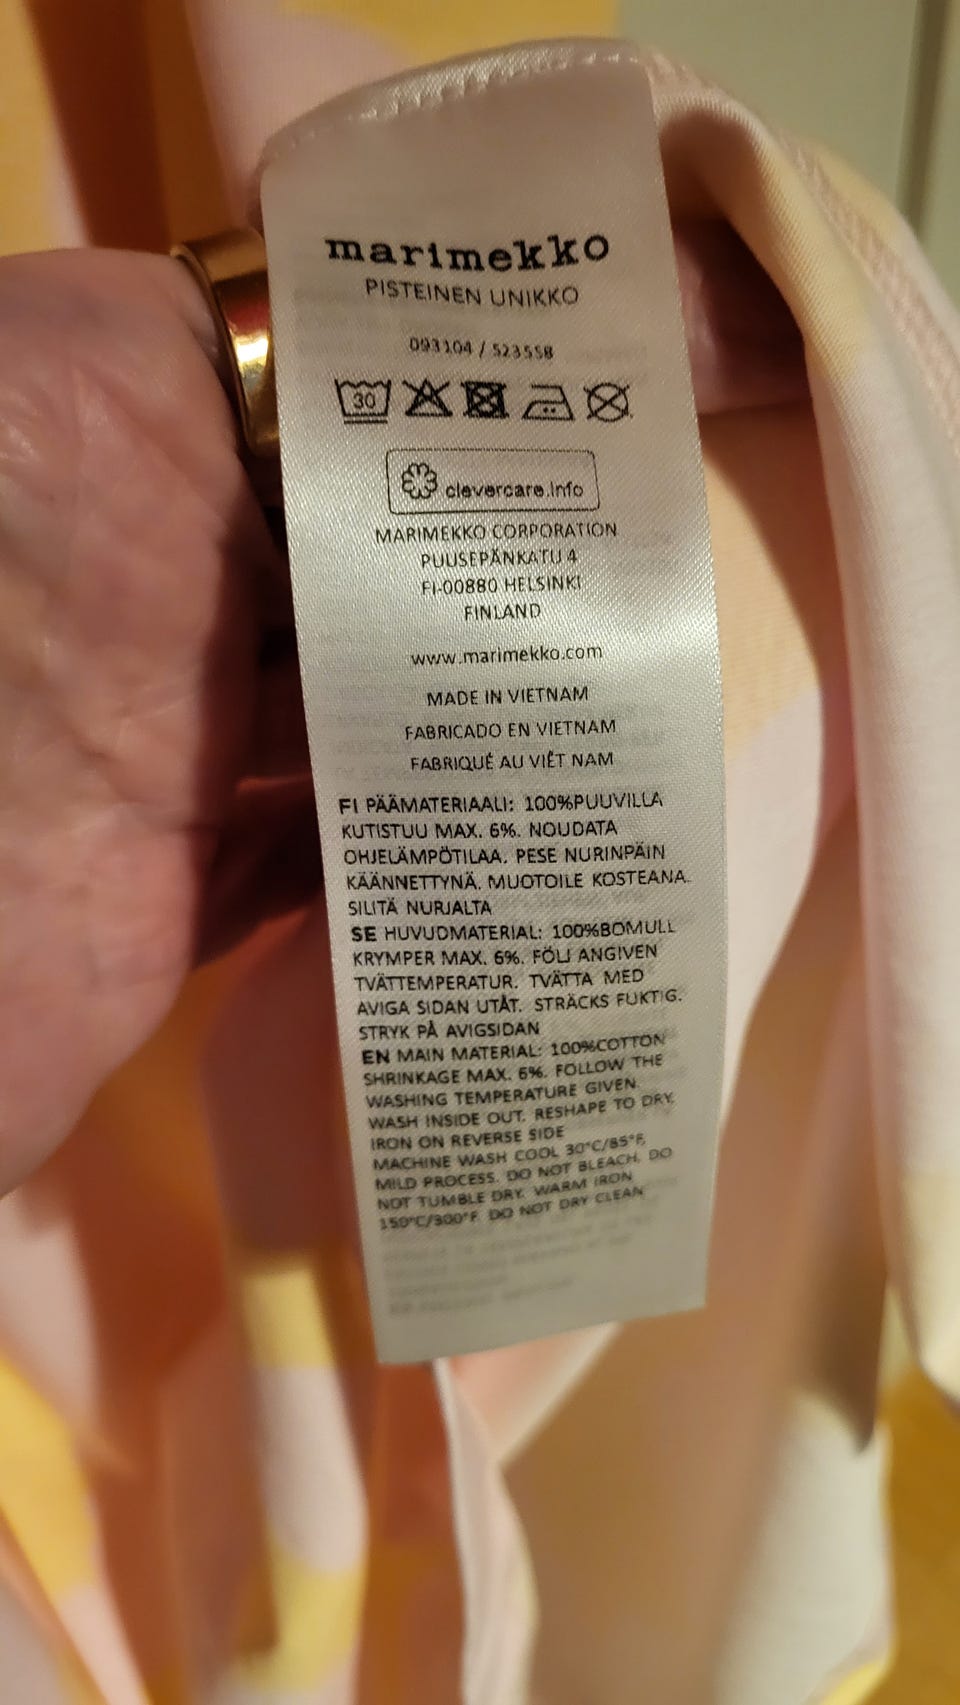 marimekko
PISTEINEN UNIKKO
093104 / 523558
30
clevercare.info
MARIMEKKO CORPORATION
PUUSEPÄNKATU 4
FI-00880 HELSINKI
FINLAND
www.marimekko.com
MADE IN VIETNAM
FABRICADO EN VIETNAM
FABRIQUÉ AU VIÊT NAM
FI PÄÄMATERIAALI: 100%PUUVILLA
KUTISTUU MAX. 6%. NOUDATA
OHJELÄMPÖTILAA. PESE NURINPÄIN
KÄÄNNETTYNÄ. MUOTOILE KOSTEANA.
SILITÄ NURJALTA
SE HUVUDMATERIAL: 100%BOMULL
KRYMPER MAX. 6%. FÖLJ ANGIVEN
TVÄTTEMPERATUR. TVÄTTA MED
AVIGA SIDAN UTÅT. STRÄCKS FUKTIG.
STRYK PÅ AVIGSIDAN
EN MAIN MATERIAL: 100%COTTON
SHRINKAGE MAX. 6%. FOLLOW THE
WASHING TEMPERATURE GIVEN.
WASH INSIDE OUT. RESHAPE TO DRY.
IRON ON REVERSE SIDE
MACHINE WASH COOL 30°C/85°F,
MILD PROCESS. DO NOT BLEACH. DO
NOT TUMBLE DRY. WARM IRON
150°C/300°F. DO NOT DRY CLEAN